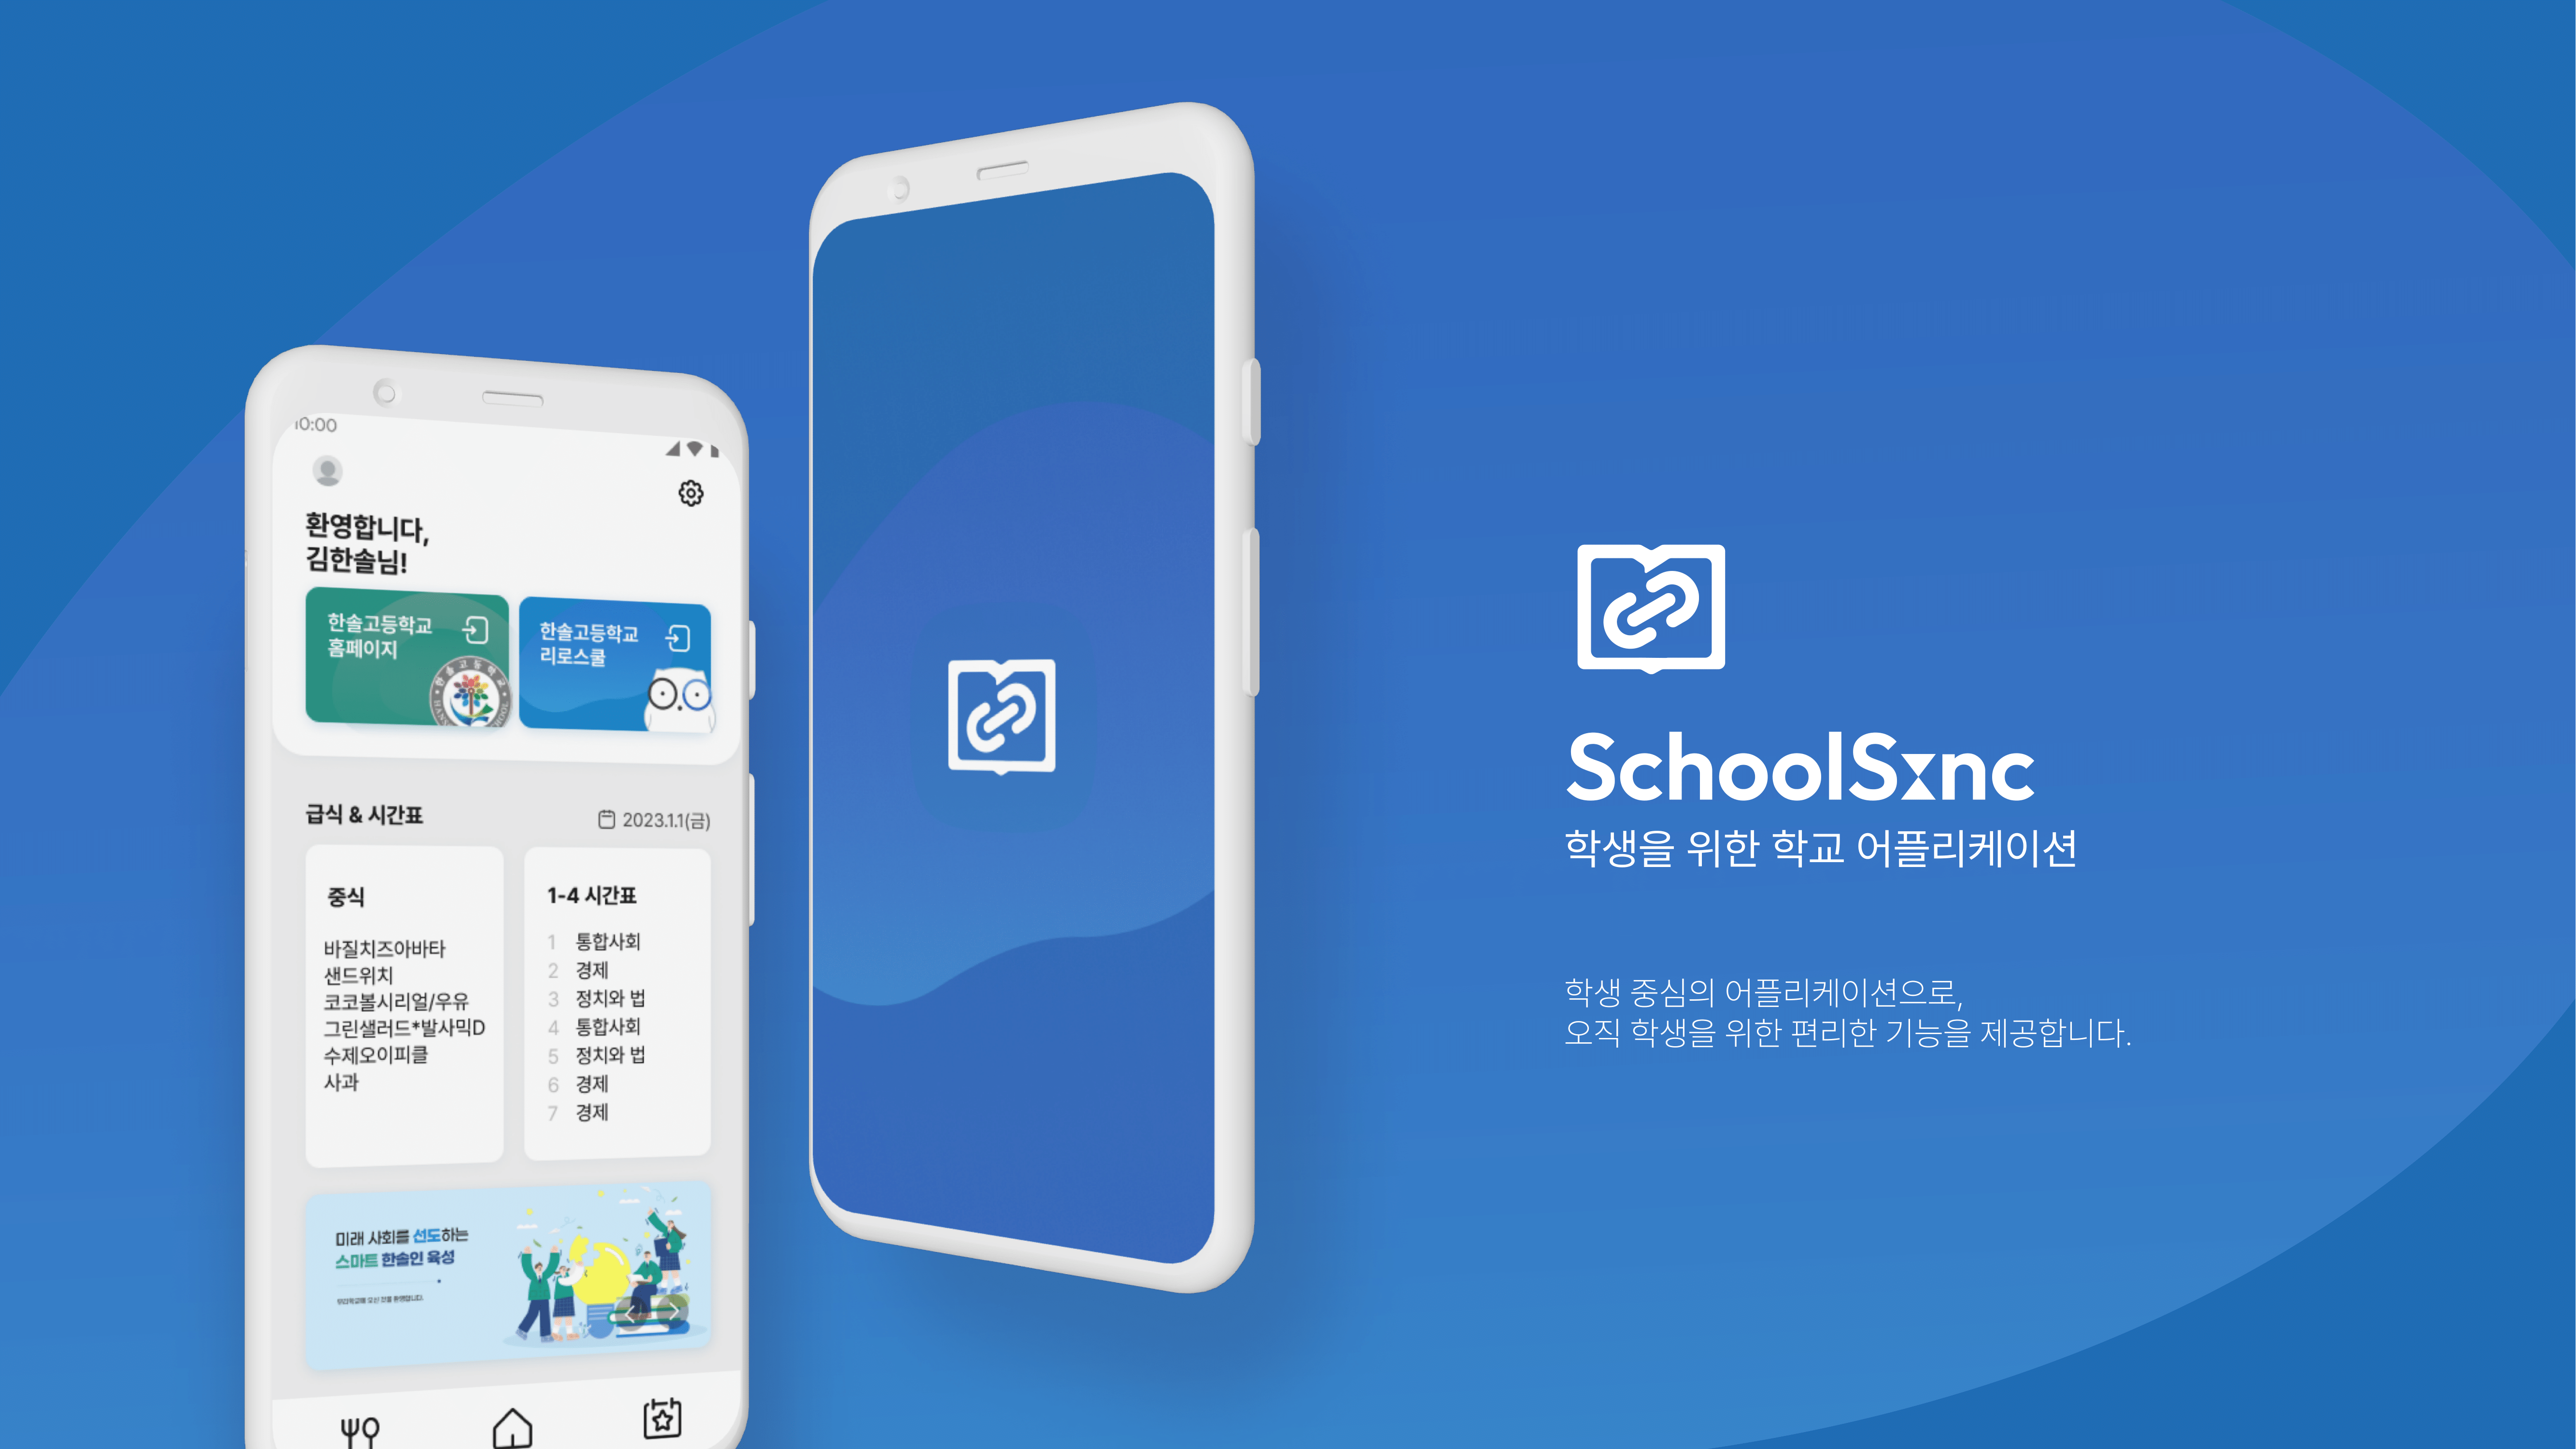 10:00
환영합니다,
김한솔님!
한솔고등학교
홈페이지
한솔고등학교
리로스쿨
급식 & 시간표
2023.1.1(금)
중식
바질치즈아바타
샌드위치
코코볼시리얼/우유
그린샐러드*발사믹D
수제오이피클
사과
1-4 시간표
1 통합사회
2 경제
3 정치와 법
4 통합사회
5 정치와 법
6 경제
7 경제
미래 사회를 선도하는
스마트 한솔인 육성
SchoolSync
학생을 위한 학교 어플리케이션
학생 중심의 어플리케이션으로,
오직 학생을 위한 편리한 기능을 제공합니다.